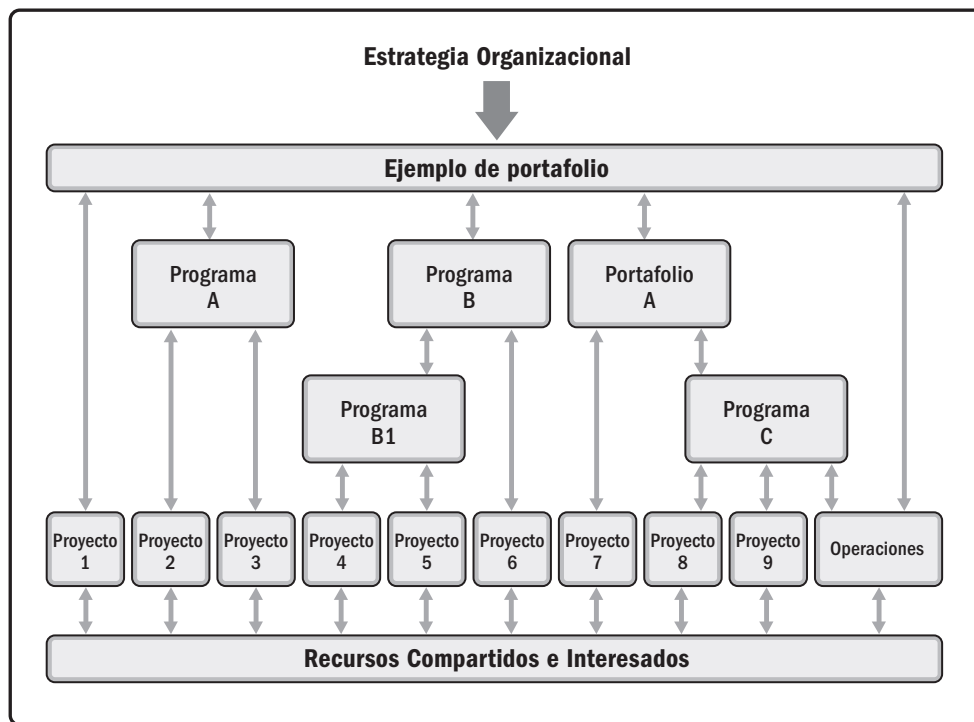 Estrategia Organizacional
Ejemplo de portafolio
Programa
A
Programa
B
Portafolio
A
Programa
B1
Programa
C
Proyecto
1
Proyecto
2
Proyecto
3
Proyecto
4
Proyecto
5
Proyecto
6
Proyecto
7
Proyecto
8
Proyecto
9
Operaciones
Recursos Compartidos e Interesados